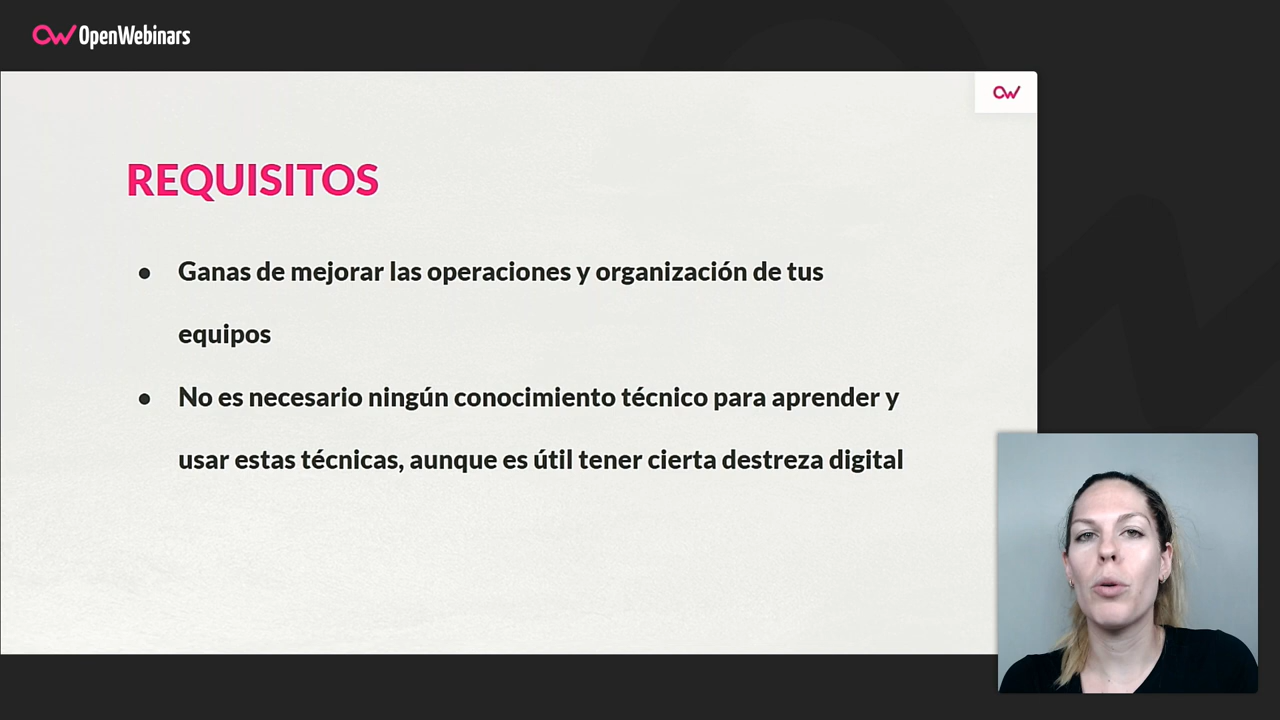 OpenWebinars
REQUISITOS
● Ganas de mejorar las operaciones y organización de tus
equipos
● No es necesario ningún conocimiento técnico para aprender y
usar estas técnicas, aunque es útil tener cierta destreza digital